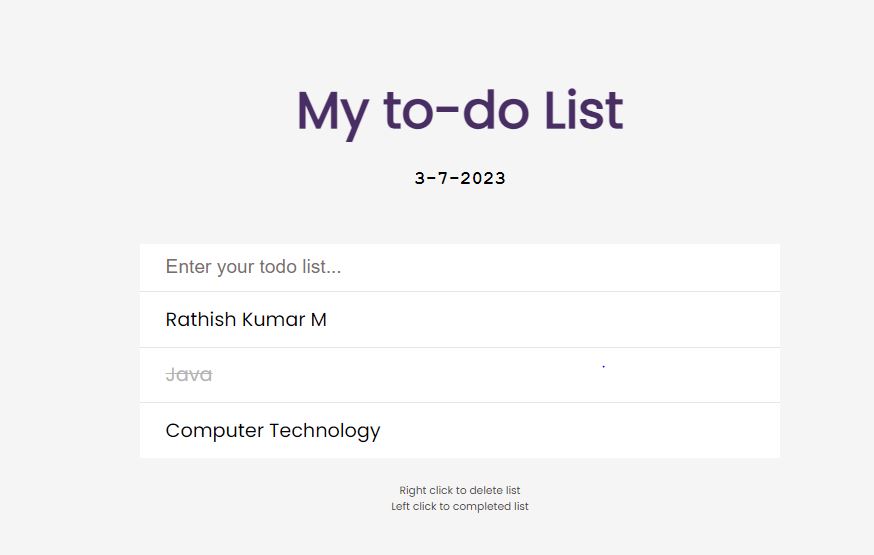 My to-do List
3-7-2023
Enter your todo list...
Rathish Kumar M
Java
Computer Technology
Right click to delete list
Left click to completed list